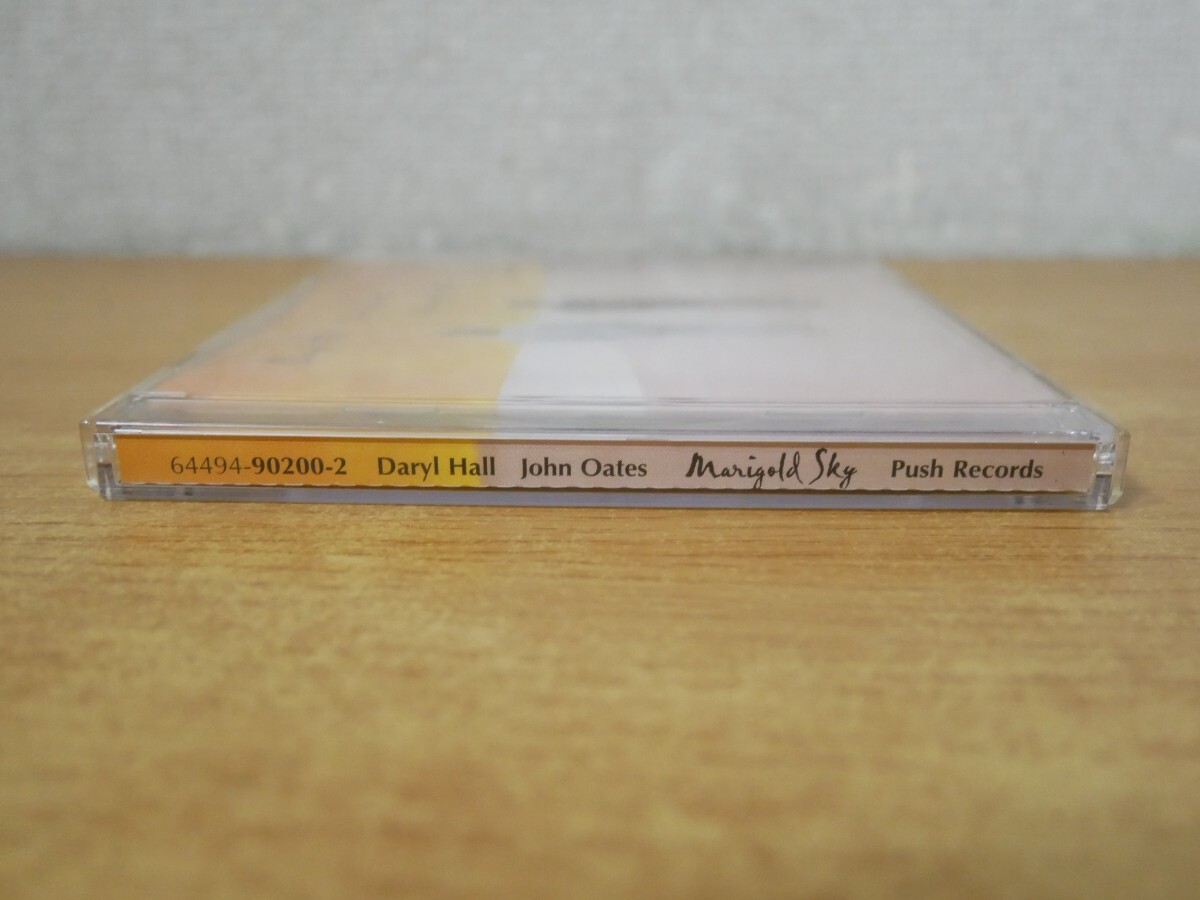 64494-90200-2 Daryl Hall John Oates Marigold Sky Push Records